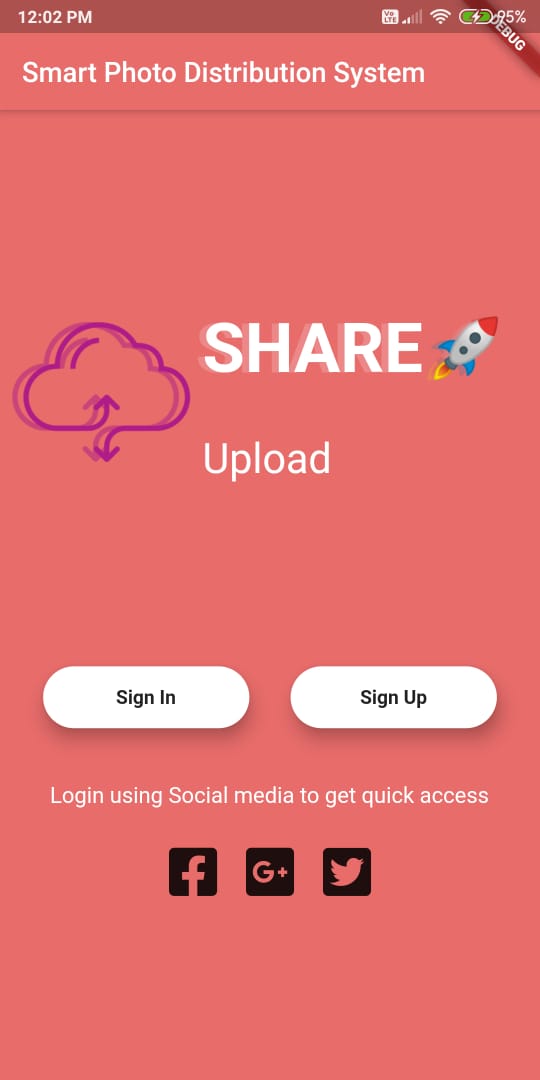 12:02 PM Vo LTE 95%
DEBUG
Smart Photo Distribution System
SHARE🚀
Upload
Sign In Sign Up
Login using Social media to get quick access
G+